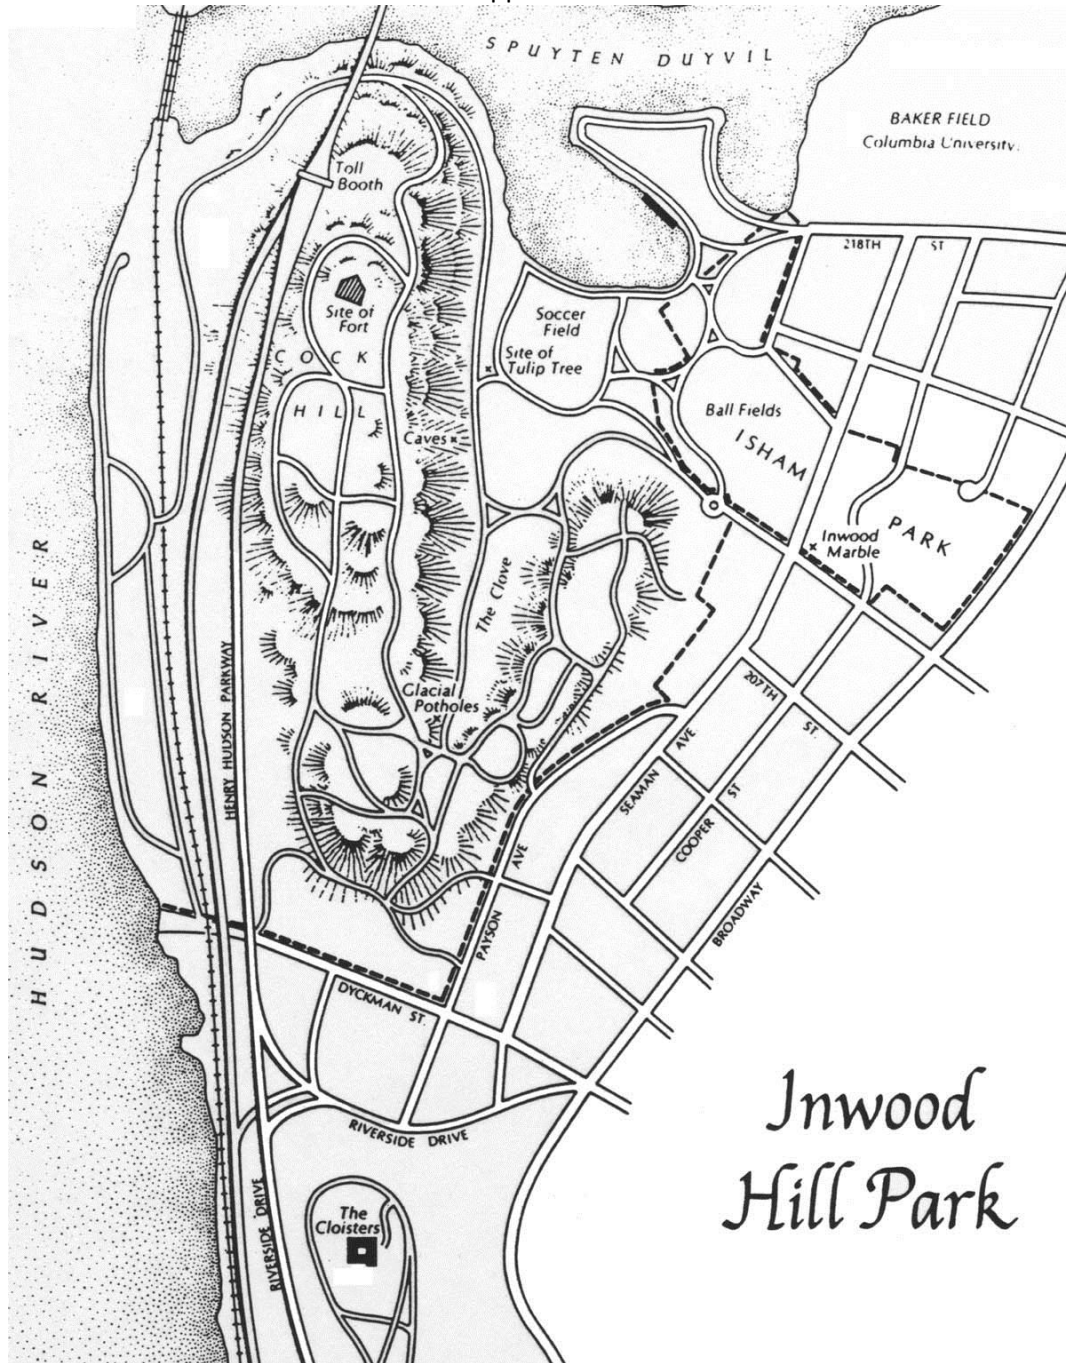 SPUYTEN DUYVIL
BAKER FIELD
Columbia University.
Toll
Booth
218TH ST
Site of
Fort
Soccer
Field
Site of
Tulip Tree
COCK
HILL
Ball Fields
Caves
ISHAM
PARK
Inwood
Marble
The Clove
HUDSON RIVER
HENRY HUDSON PARKWAY
Glacial
Potholes
207TH ST.
SEAMAN AVE
COOPER ST
PAYSON AVE
BROADWAY
DYCKMAN ST.
RIVERSIDE DRIVE
RIVERSIDE DRIVE
The
Cloisters
Inwood
Hill Park